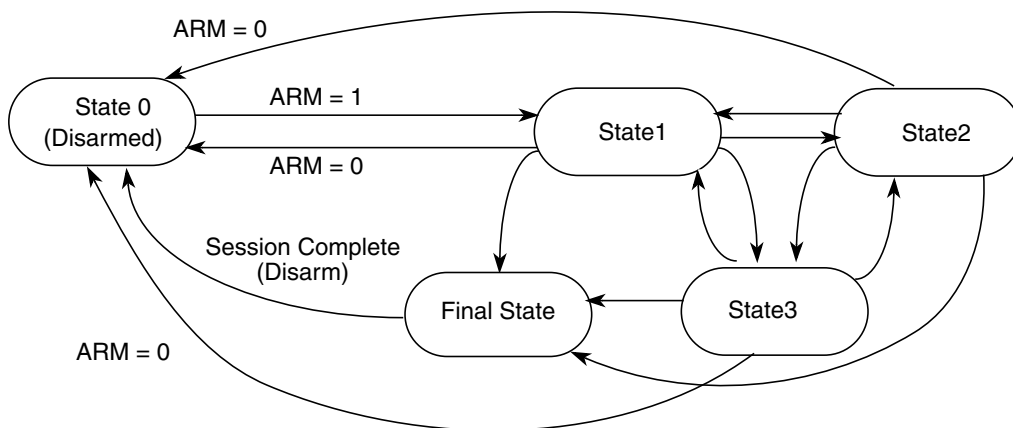 ARM = 0
State 0
(Disarmed)
ARM = 1
State1
State2
ARM = 0
Session Complete
(Disarm)
Final State
State3
ARM = 0